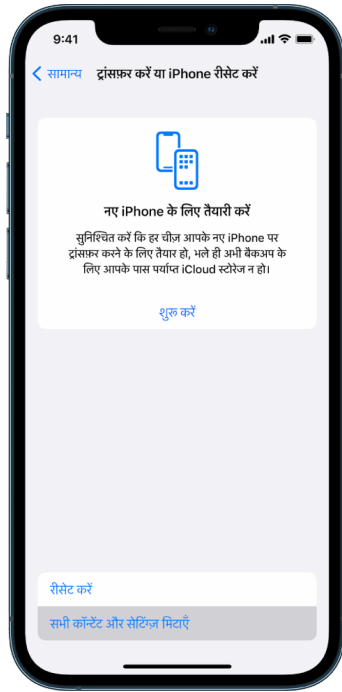 9:41
सामान्य ट्रांसफ़र करें या iPhone रीसेट करें
नए iPhone के लिए तैयारी करें
सुनिश्चित करें कि हर चीज़ आपके नए iPhone पर
ट्रांसफ़र करने के लिए तैयार हो, भले ही अभी बैकअप के
लिए आपके पास पर्याप्त iCloud स्टोरेज न हो।
शुरू करें
रीसेट करें
सभी कॉन्टेंट और सेटिंग्ज़ मिटाएँ